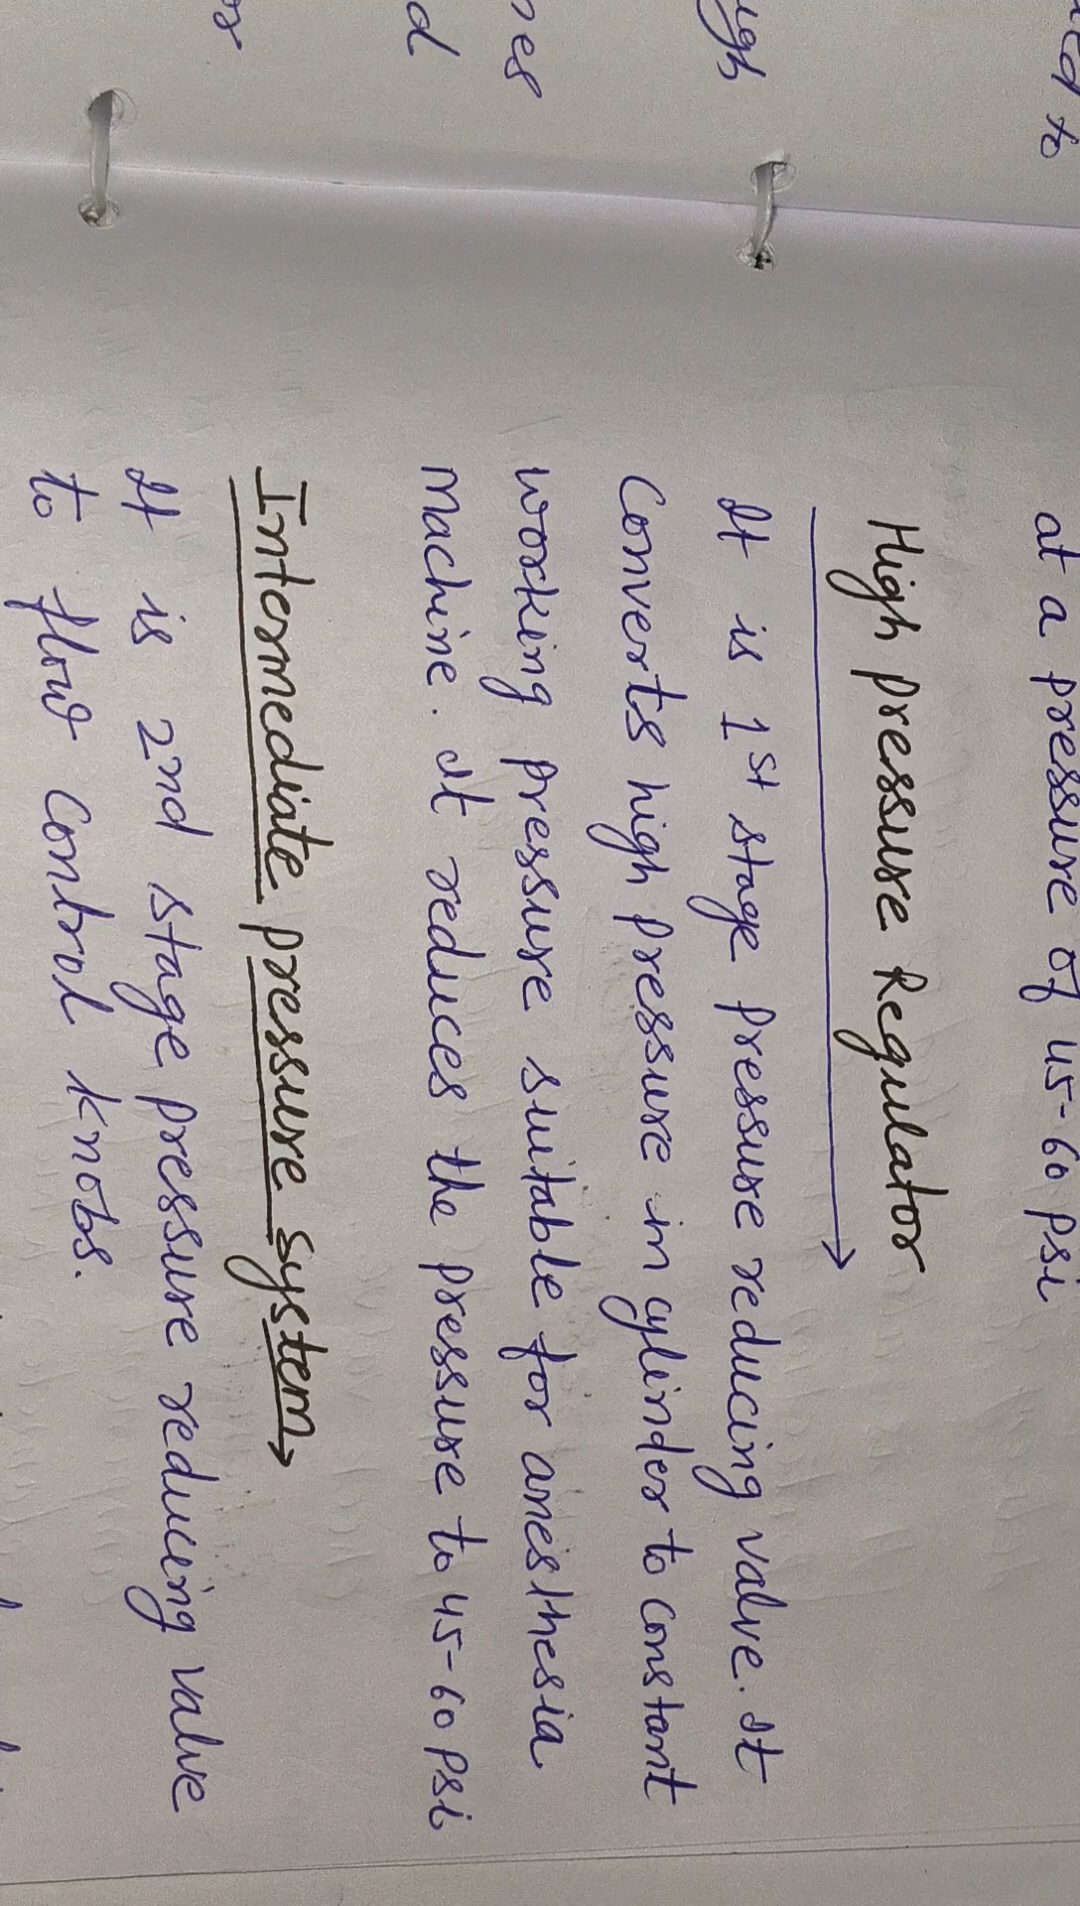 at a pressure of 45-60 psi
High pressure Regulator
It is 1st stage pressure reducing valve. It
Converts high pressure in cylinder to constant
working pressure suitable for anesthesia
Machine. It reduces the pressure to 45-60 psi
Intermediate pressure system
It is 2nd stage pressure reducing valve
to flow control knobs.